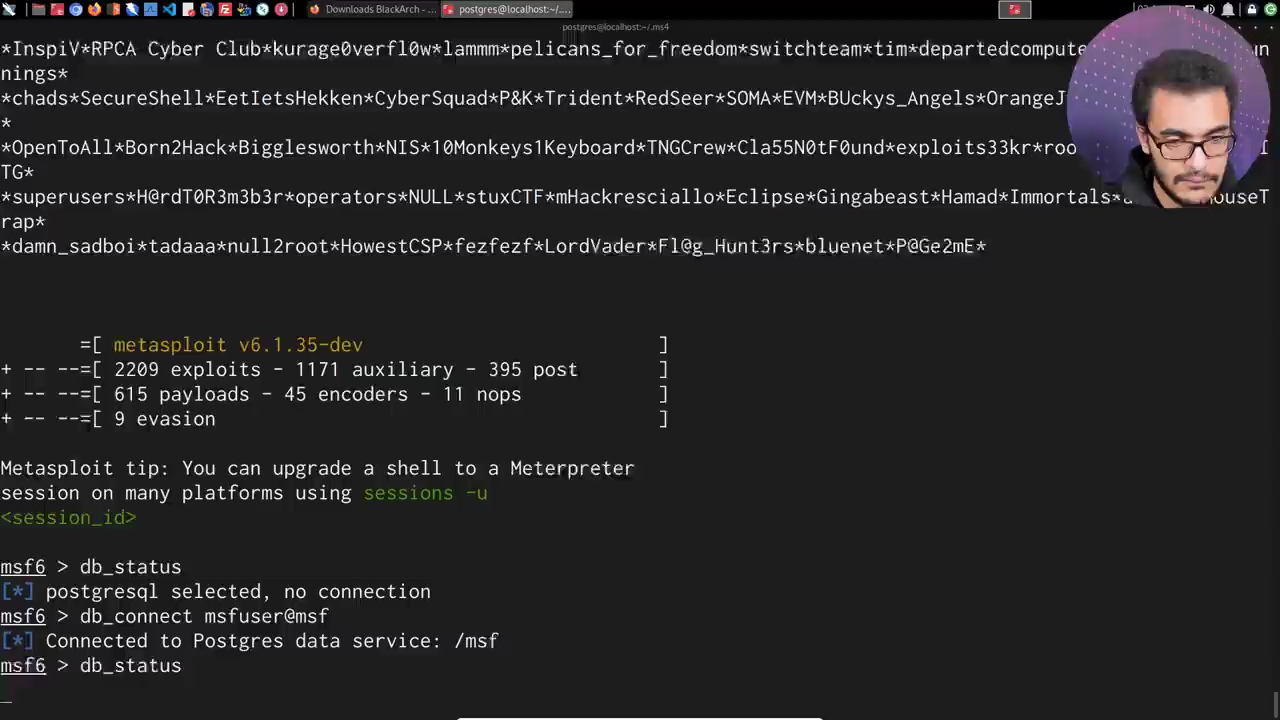 Downloads BlackArch — ...
postgres@localhost:~/....
postgres@localhost:~/.ms4
*InspiV*RPCA Cyber Club*kurage0verfl0w*lammm*pelicans_for_freedom*switchteam*tim*departedcompute
nings*
*chads*SecureShell*EetIetsHekken*CyberSquad*P&K*Trident*RedSeer*SOMA*EVM*BUckys_Angels*OrangeJ
*
*OpenToAll*Born2Hack*Bigglesworth*NIS*10Monkeys1Keyboard*TNGCrew*Cla55N0tF0und*exploits33kr*roo
TG*
*superusers*H@rdT0R3m3b3r*operators*NULL*stuxCTF*mHackresciallo*Eclipse*Gingabeast*Hamad*Immortals*a
rap*
*damn_sadboi*tadaaa*null2root*HowestCSP*fezfezf*LordVader*Fl@g_Hunt3rs*bluenet*P@Ge2mE*
=[ metasploit v6.1.35-dev ]
+ -- --=[ 2209 exploits - 1171 auxiliary - 395 post ]
+ -- --=[ 615 payloads - 45 encoders - 11 nops ]
+ -- --=[ 9 evasion ]
Metasploit tip: You can upgrade a shell to a Meterpreter
session on many platforms using sessions -u
<session_id>
msf6 > db_status
[*] postgresql selected, no connection
msf6 > db_connect msfuser@msf
[*] Connected to Postgres data service: /msf
msf6 > db_status